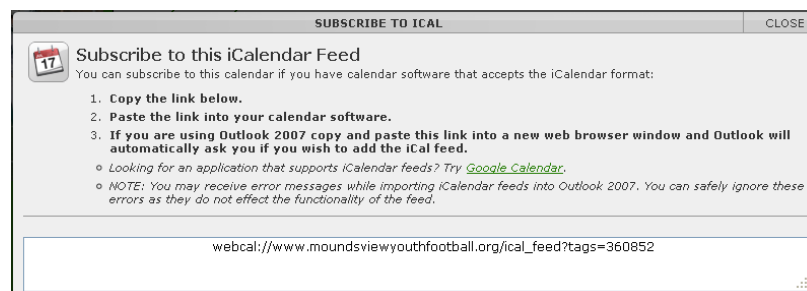 SUBSCRIBE TO ICAL
CLOSE
17
Subscribe to this iCalendar Feed
You can subscribe to this calendar if you have calendar software that accepts the iCalendar format:
1. Copy the link below.
2. Paste the link into your calendar software.
3. If you are using Outlook 2007 copy and paste this link into a new web browser window and Outlook will
automatically ask you if you wish to add the iCal feed.
Looking for an application that supports iCalendar feeds? Try Google Calendar.
NOTE: You may receive error messages while importing iCalendar feeds into Outlook 2007. You can safely ignore these
errors as they do not effect the functionality of the feed.
webcal://www.moundsviewyouthfootball.org/ical_feed?tags=360852